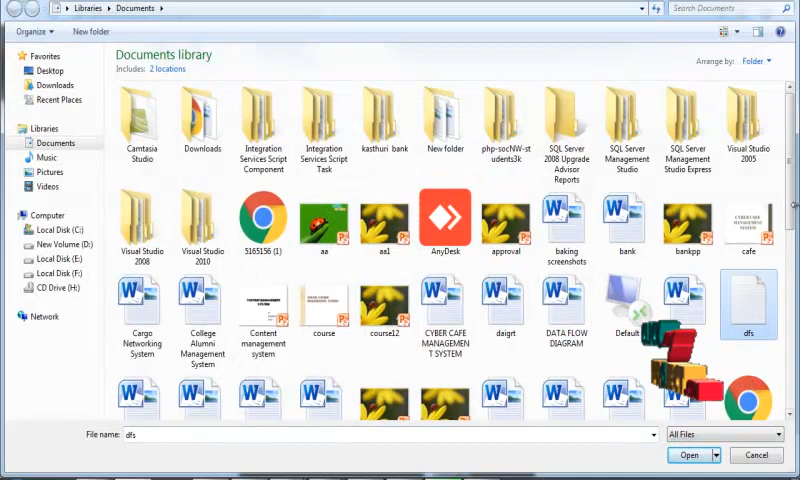 Libraries ▸ Documents ▸
Search Documents
Organize
New folder
Favorites
Desktop
Downloads
Recent Places
Libraries
Documents
Music
Pictures
Videos
Computer
Local Disk (C:)
New Volume (D:)
Local Disk (E:)
Local Disk (F:)
CD Drive (H:)
Network
Documents library
Includes: 2 locations
Arrange by: Folder
Camtasia
Studio
Downloads
Integration
Services Script
Component
Integration
Services Script
Task
kasthuri bank
New folder
php-socNW-st
udents3k
SQL Server
2008 Upgrade
Advisor
Reports
SQL Server
Management
Studio
SQL Server
Management
Studio Express
Visual Studio
2005
Visual Studio
2008
Visual Studio
2010
5165156 (1)
aa
aa1
AnyDesk
approval
baking
screenshots
bank
bankpp
CYBER CAFE
MANAGEMENT
SYSTEM
cafe
Cargo
Networking
System
College
Alumni
Management
System
Content
management
system
course
course12
CYBER CAFE
MANAGEMEN
T SYSTEM
daigrt
DATA FLOW
DIAGRAM
Default
dfs
File name: dfs
All Files
Open
Cancel